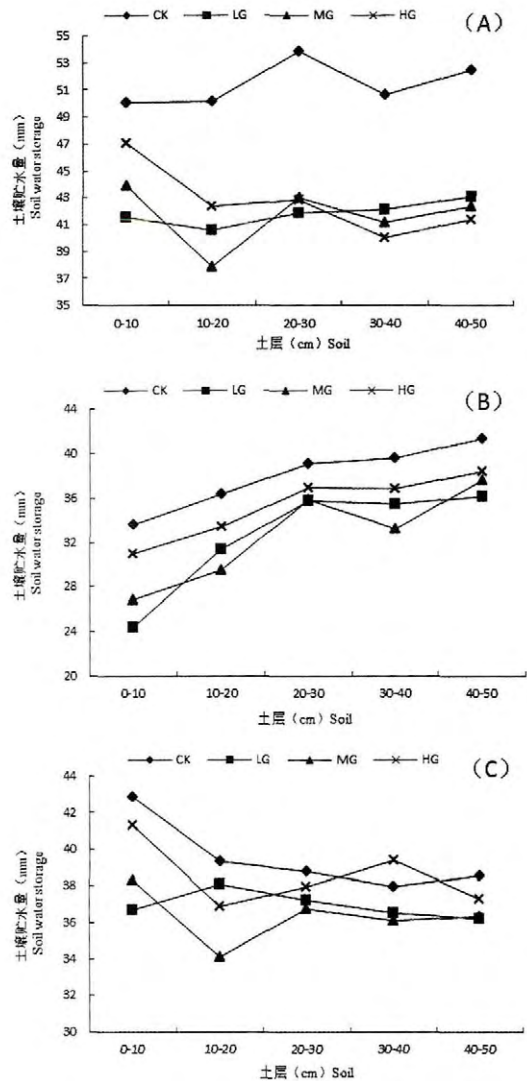 CK LG MG HG
(A)
55
53
51
49
47
45
43
41
39
37
35
土壤贮水量(mm)
Soil water storage
0-10 10-20 20-30 30-40 40-50
土层(cm) Soil
CK LG MG HG
(B)
44
40
36
32
28
24
20
土壤贮水量(mm)
Soil water storage
0-10 10-20 20-30 30-40 40-50
土层(cm) Soil
CK LG MG HG
(C)
44
42
40
38
36
34
32
30
土壤贮水量(mm)
Soil water storage
0-10 10-20 20-30 30-40 40-50
土层(cm) Soil